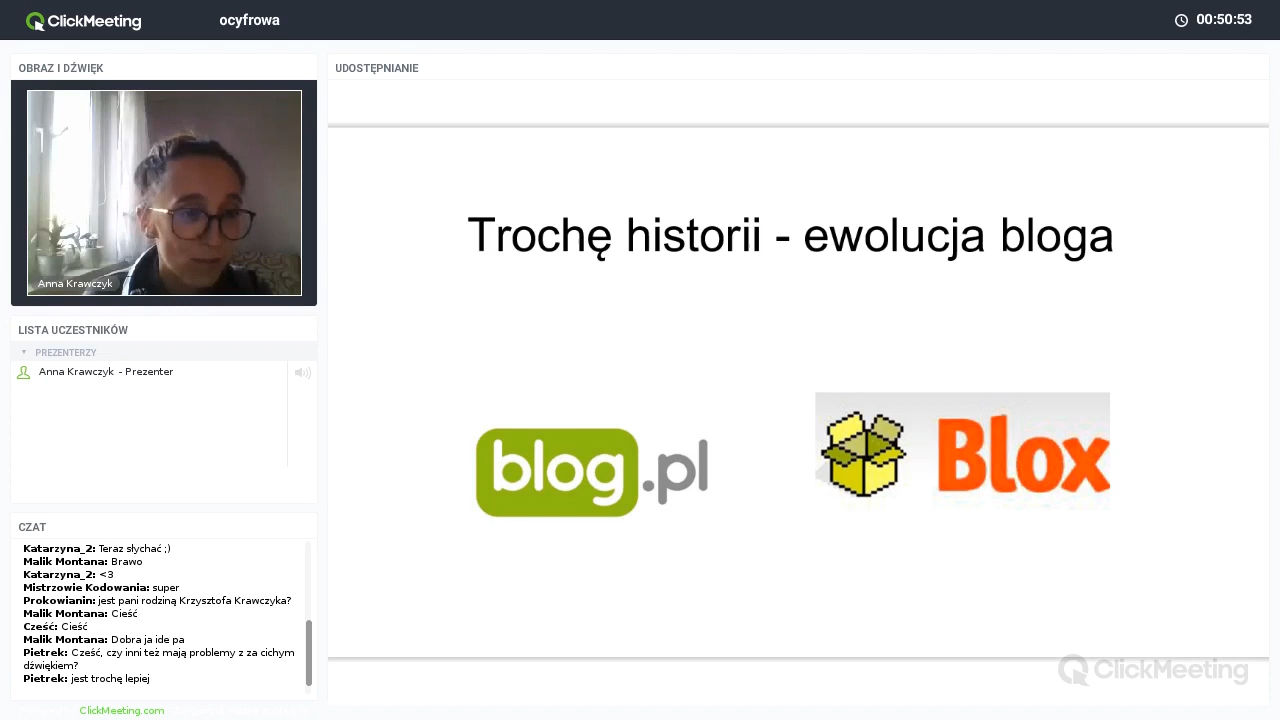 ClickMeeting
ocyfrowa
00:50:53
OBRAZ I DŹWIĘK
Anna Krawczyk
LISTA UCZESTNIKÓW
PREZENTERZY
Anna Krawczyk - Prezenter
CZAT
Katarzyna_2: Teraz słychać ;)
Malik Montana: Brawo
Katarzyna_2: <3
Mistrzowie Kodowania: super
Prokowianin: jest pani rodziną Krzysztofa Krawczyka?
Malik Montana: Cieść
Cześć: Cieść
Malik Montana: Dobra ja ide pa
Pietrek: Cześć, czy inni też mają problemy z za cichym
dźwiękiem?
Pietrek: jest trochę lepiej
ClickMeeting.com
UDOSTĘPNIANIE
Trochę historii - ewolucja bloga
blog.pl
Blox
ClickMeeting